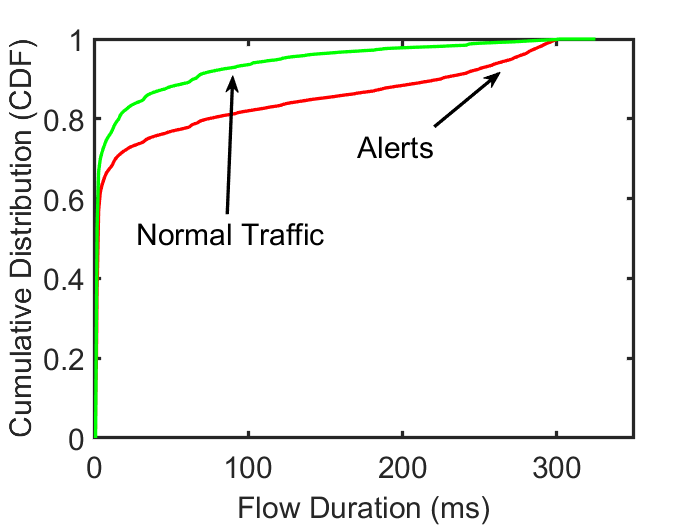 1
0.8
0.6
0.4
0.2
0
0
100
200
300
Cumulative Distribution (CDF)
Flow Duration (ms)
Alerts
Normal Traffic